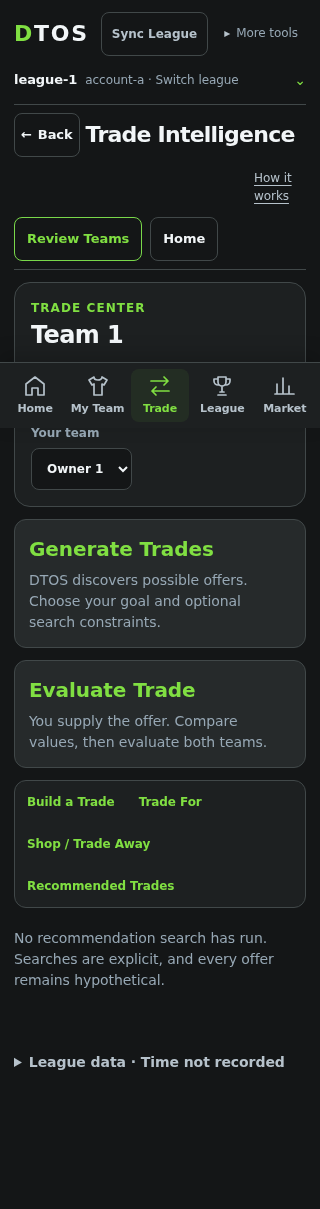 DTOS
Sync League
▸ More tools
league-1 account-a · Switch league
← Back
Trade Intelligence
How it
works
Review Teams
Home
TRADE CENTER
Team 1
Home
My Team
Trade
League
Market
Your team
Owner 1
Generate Trades
DTOS discovers possible offers.
Choose your goal and optional
search constraints.
Evaluate Trade
You supply the offer. Compare
values, then evaluate both teams.
Build a Trade
Trade For
Shop / Trade Away
Recommended Trades
No recommendation search has run.
Searches are explicit, and every offer
remains hypothetical.
▸ League data · Time not recorded